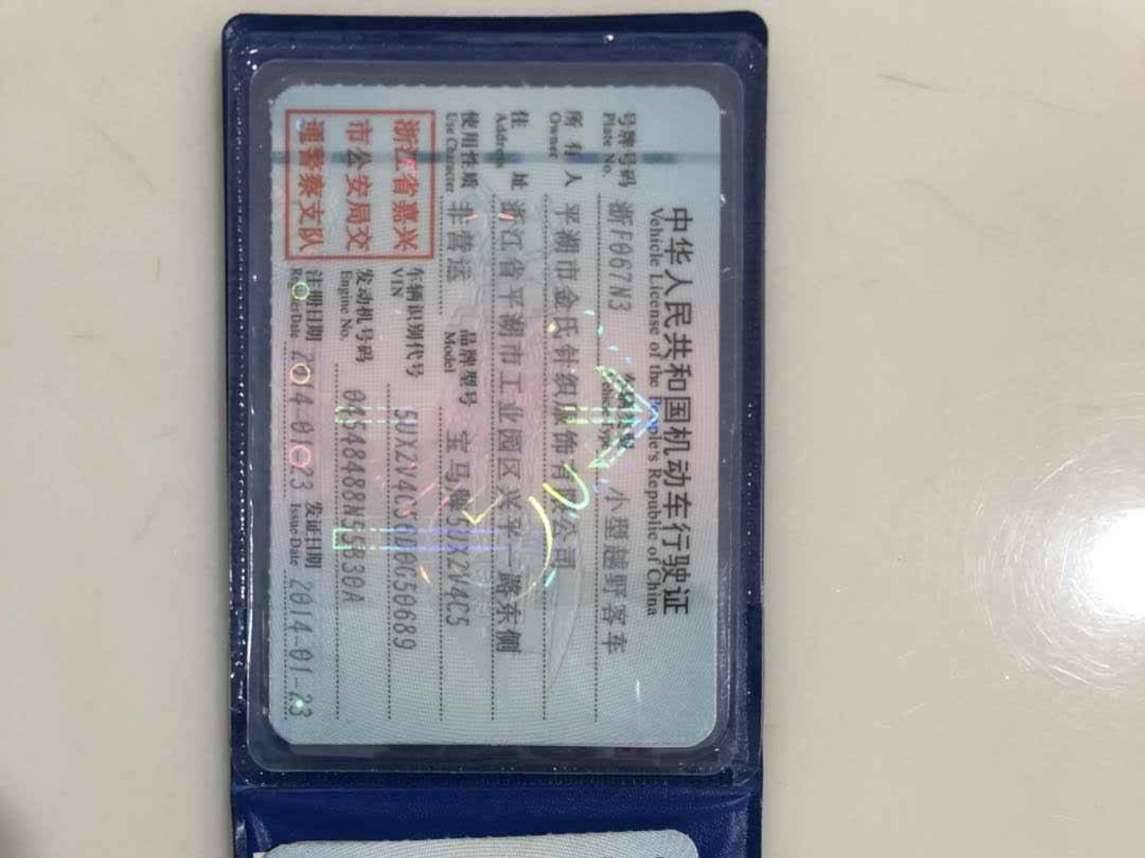 中华人民共和国机动车行驶证
Vehicle License of the People's Republic of China
号牌号码 浙F067N3 小型越野客车
Plate No.
所有人 平湖市金氏针织服饰有限公司
Owner
住址 浙江省平湖市工业园区兴平一路东侧
Address
使用性质 非营运 品牌型号 宝马牌5UX2V4C5
Use Character Model
浙江省嘉兴
市公安局交
通警察支队
车辆识别代号 5UX2V4C56D0G50689
VIN
发动机号码 04548488N55B30A
Engine No.
注册日期 2014-01-23 发证日期 2014-01-23
Register Date Issue Date